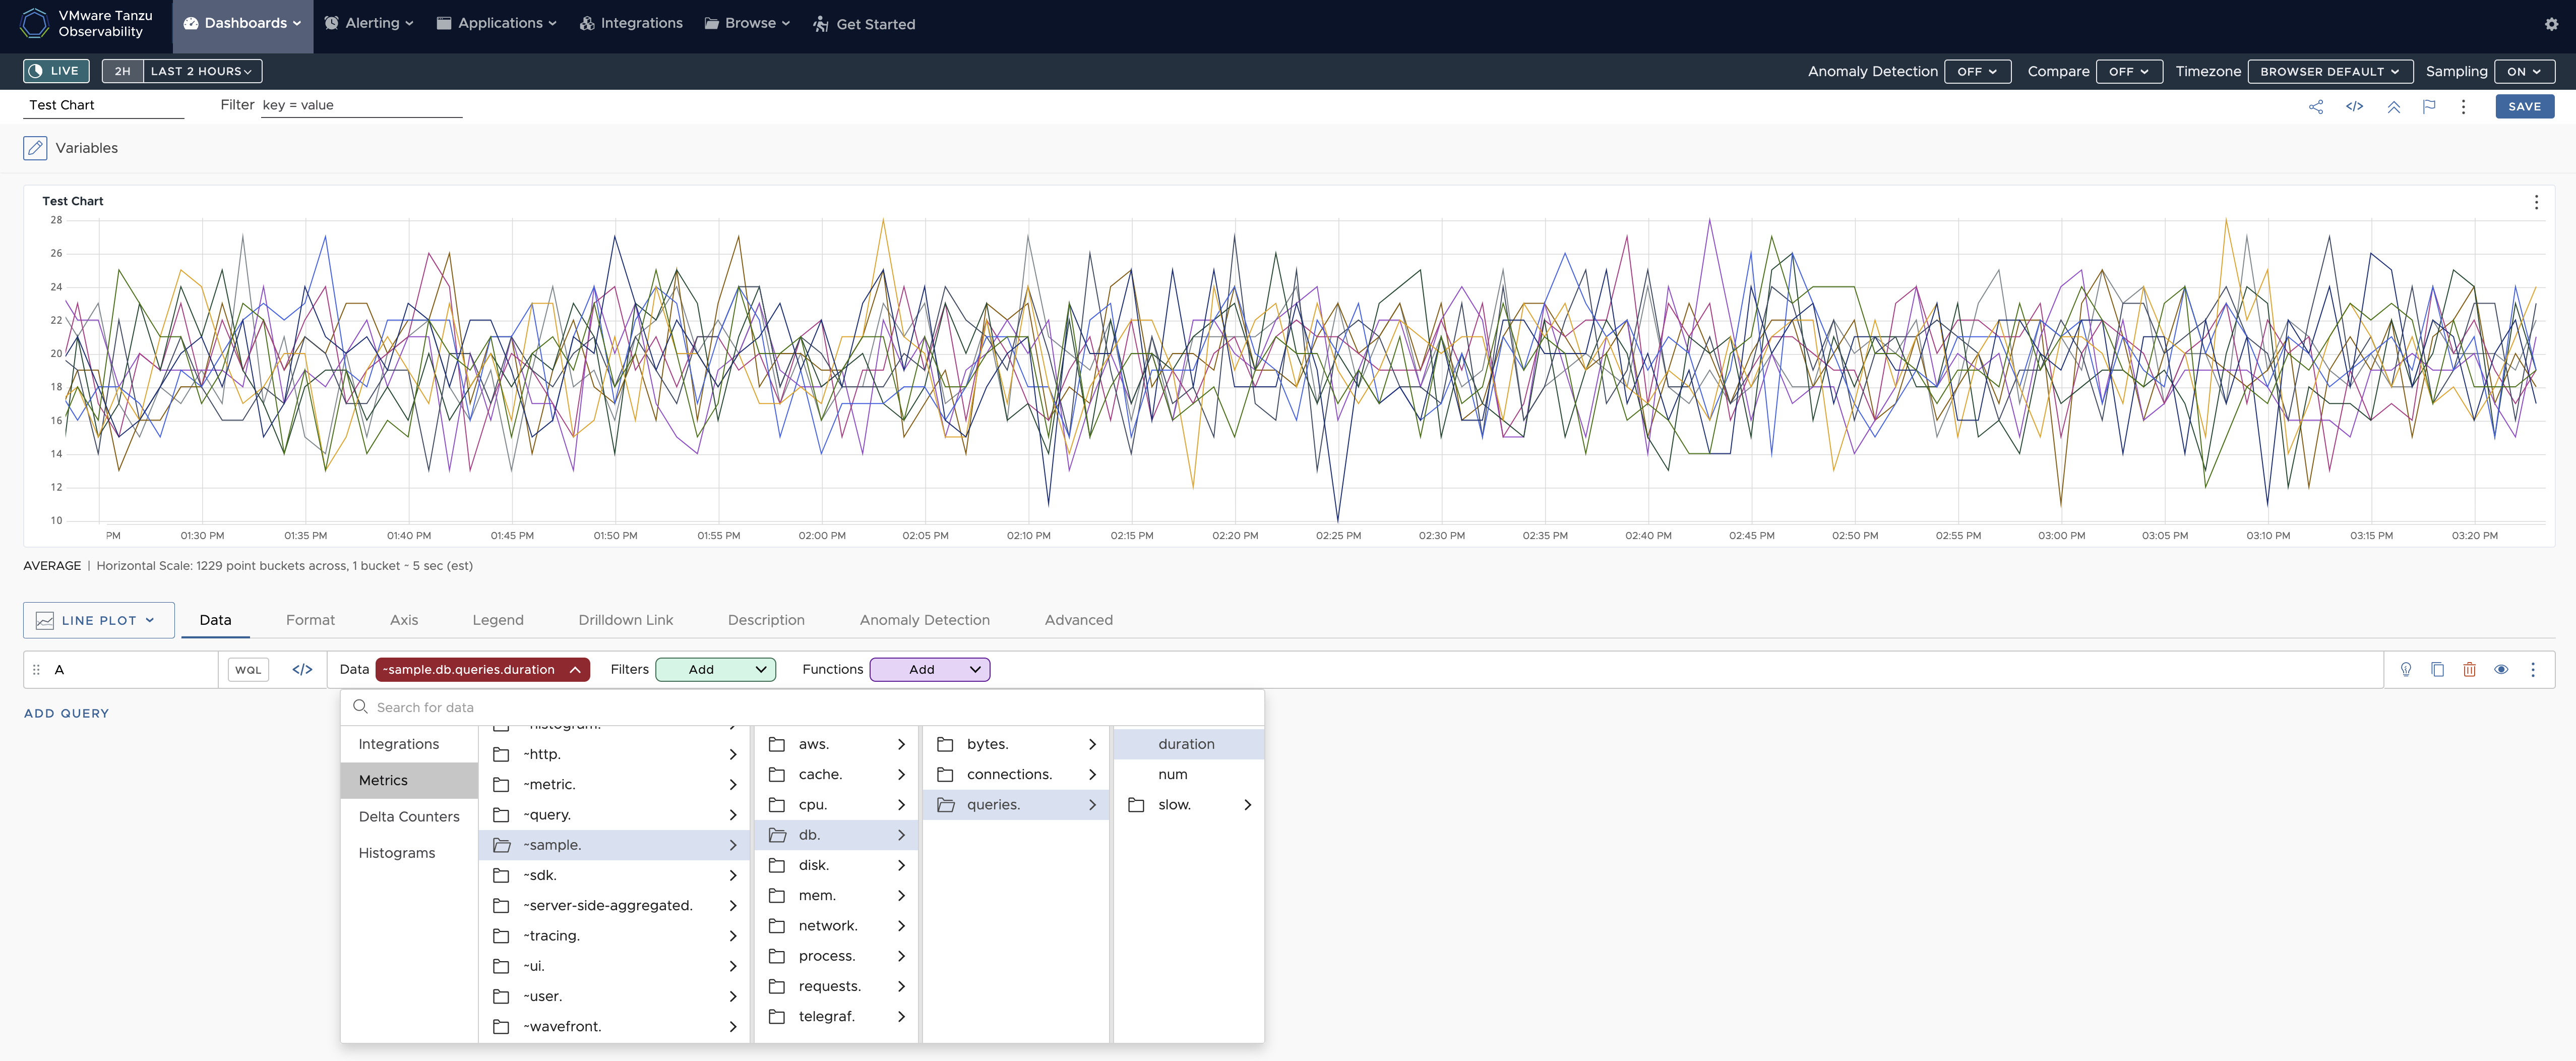 VMware Tanzu
Observability
Dashboards
Alerting
Applications
Integrations
Browse
Get Started
LIVE
2H LAST 2 HOURS
Anomaly Detection OFF
Compare OFF
Timezone BROWSER DEFAULT
Sampling ON
Test Chart
Filter key = value
</>
SAVE
Variables
Test Chart
28
26
24
22
20
18
16
14
12
10
PM 01:30 PM 01:35 PM 01:40 PM 01:45 PM 01:50 PM 01:55 PM 02:00 PM 02:05 PM 02:10 PM 02:15 PM 02:20 PM 02:25 PM 02:30 PM 02:35 PM 02:40 PM 02:45 PM 02:50 PM 02:55 PM 03:00 PM 03:05 PM 03:10 PM 03:15 PM 03:20 PM
AVERAGE | Horizontal Scale: 1229 point buckets across, 1 bucket ~ 5 sec (est)
LINE PLOT
Data
Format
Axis
Legend
Drilldown Link
Description
Anomaly Detection
Advanced
A
WQL
</>
Data ~sample.db.queries.duration
Filters Add
Functions Add
ADD QUERY
Search for data
Integrations
Metrics
Delta Counters
Histograms
~histogram.
~http.
~metric.
~query.
~sample.
~sdk.
~server-side-aggregated.
~tracing.
~ui.
~user.
~wavefront.
aws.
cache.
cpu.
db.
disk.
mem.
network.
process.
requests.
telegraf.
bytes.
connections.
queries.
duration
num
slow.